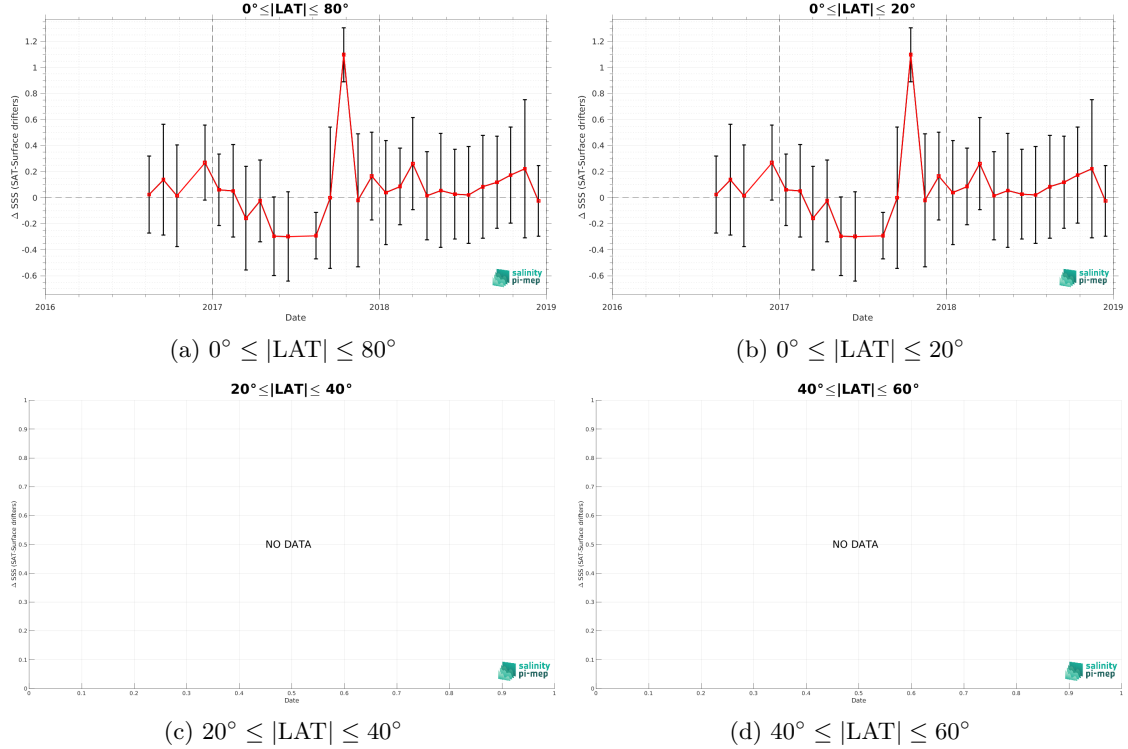 0°≤|LAT|≤ 80°
Δ SSS (SAT-Surface drifters)
1.2
1
0.8
0.6
0.4
0.2
0
-0.2
-0.4
-0.6
2016
2017
2018
2019
Date
salinity
pi-mep
(a) 0° ≤ |LAT| ≤ 80°
0°≤|LAT|≤ 20°
Δ SSS (SAT-Surface drifters)
1.2
1
0.8
0.6
0.4
0.2
0
-0.2
-0.4
-0.6
2016
2017
2018
2019
Date
salinity
pi-mep
(b) 0° ≤ |LAT| ≤ 20°
20°≤|LAT|≤ 40°
Δ SSS (SAT-Surface drifters)
1
0.9
0.8
0.7
0.6
0.5
0.4
0.3
0.2
0.1
0
NO DATA
0
0.1
0.2
0.3
0.4
0.5
0.6
0.7
0.8
0.9
1
Date
salinity
pi-mep
(c) 20° ≤ |LAT| ≤ 40°
40°≤|LAT|≤ 60°
Δ SSS (SAT-Surface drifters)
1
0.9
0.8
0.7
0.6
0.5
0.4
0.3
0.2
0.1
0
NO DATA
0
0.1
0.2
0.3
0.4
0.5
0.6
0.7
0.8
0.9
1
Date
salinity
pi-mep
(d) 40° ≤ |LAT| ≤ 60°